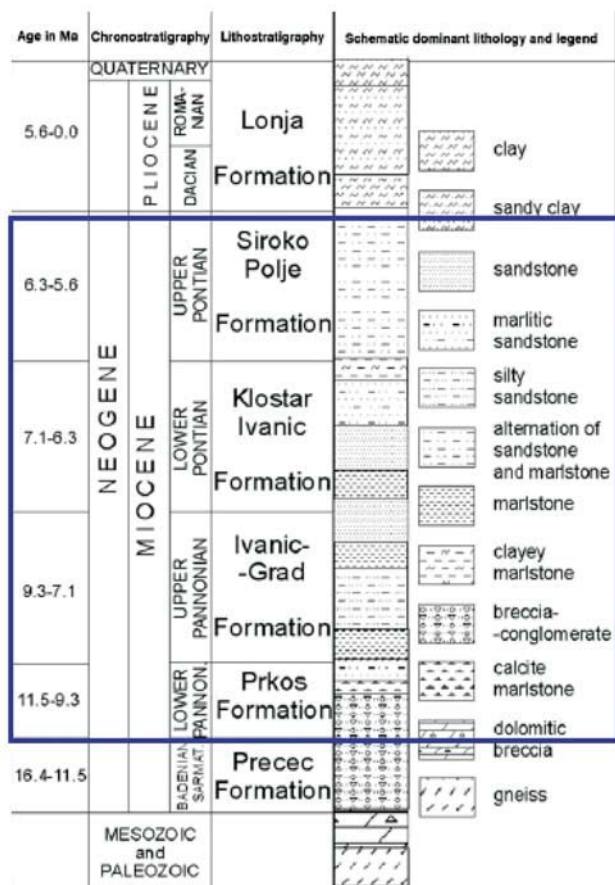 Age in Ma Chronostratigraphy Lithostratigraphy Schematic dominant lithology and legend
QUATERNARY
5.6-0.0
NEOGENE
PLIOCENE
ROMA-
NIAN
DACIAN
Lonja
Formation
6.3-5.6
MIOCENE
UPPER
PONTIAN
Siroko
Polje
Formation
7.1-6.3
LOWER
PONTIAN
Klostar
Ivanic
Formation
9.3-7.1
UPPER
PANNONIAN
Ivanic-
-Grad
Formation
11.5-9.3
LOWER
PANNON.
Prkos
Formation
16.4-11.5
BADENIAN
SARMAT.
Precec
Formation
MESOZOIC
and
PALEOZOIC
clay
sandy clay
sandstone
marlitic
sandstone
silty
sandstone
alternation of
sandstone
and marlstone
marlstone
clayey
marlstone
breccia-
-conglomerate
calcite
marlstone
dolomitic
breccia
gneiss